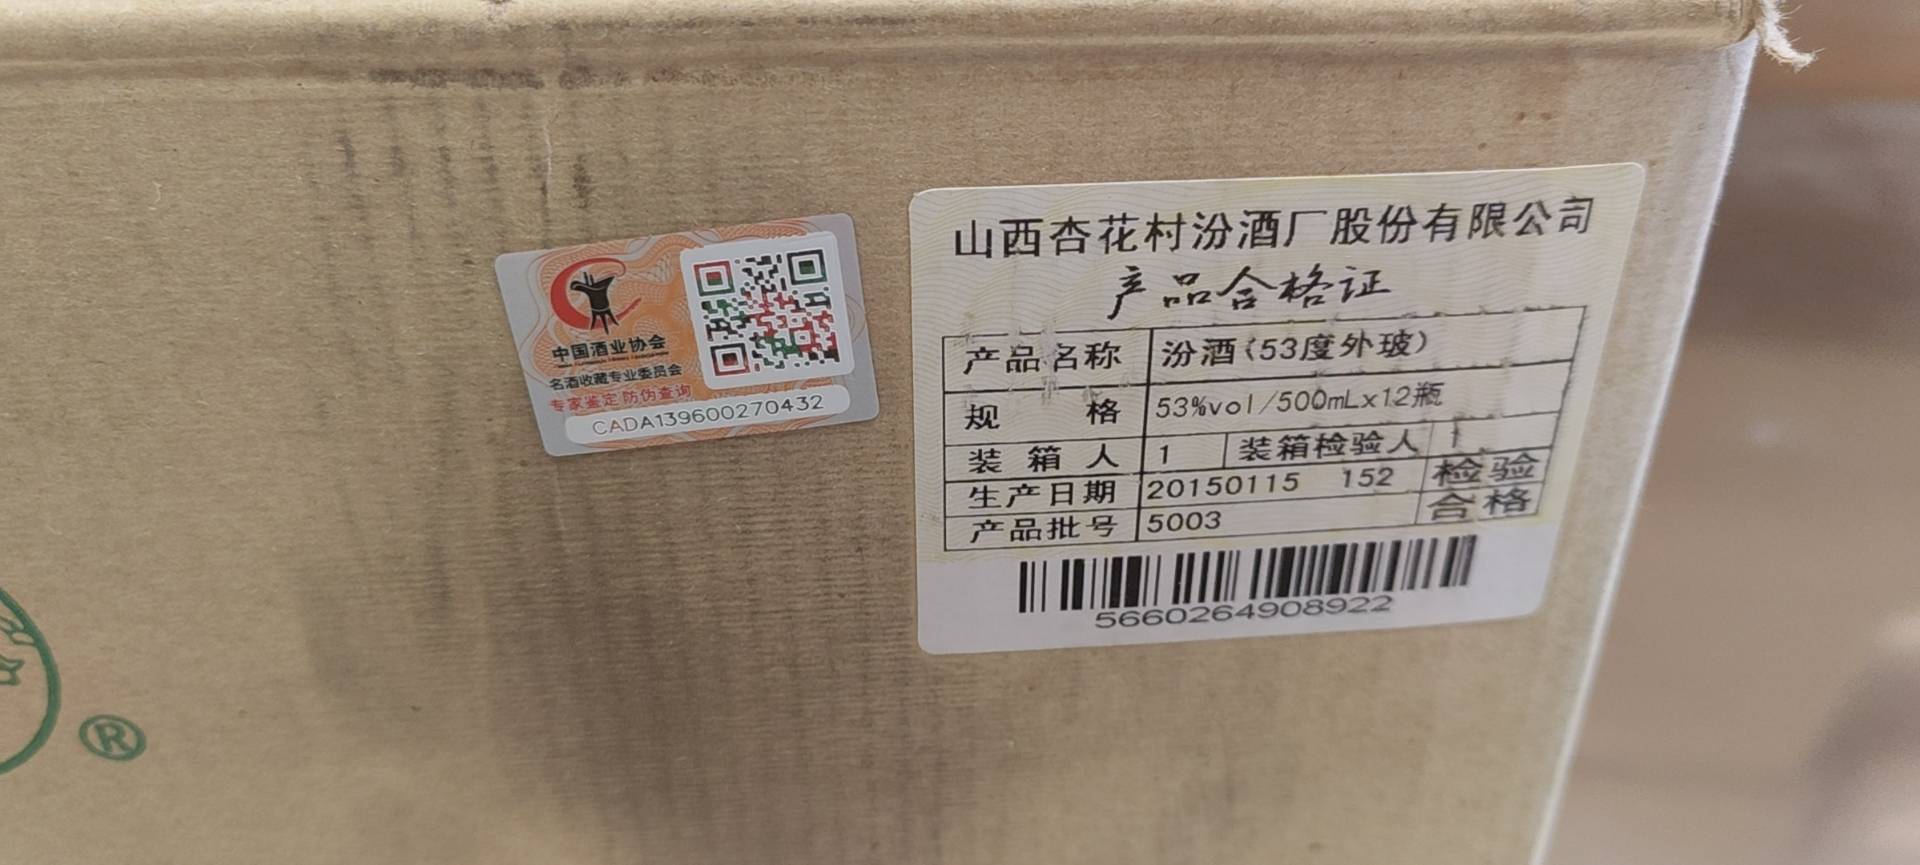 中国酒业协会
名酒收藏专业委员会
专家鉴定 防伪查询
CADA139600270432
山西杏花村汾酒厂股份有限公司
产品合格证
产品名称 汾酒(53度外玻)
规格 53%vol/500mLx12瓶
装箱人 1 装箱检验人 1
生产日期 20150115 152 检验
产品批号 5003 合格
5660264908922
®